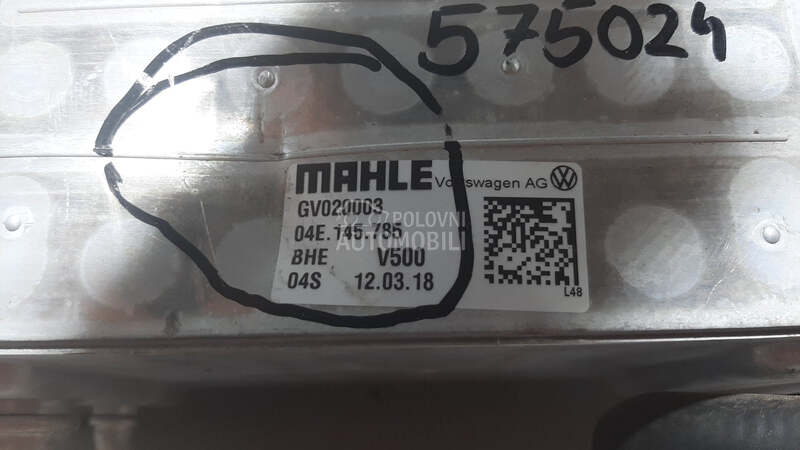 575024
MAHLE Volkswagen AG
GV020003
POLOVNI
04E.145.785
AUTOMOBILI
BHE V500
04S 12.03.18
L48